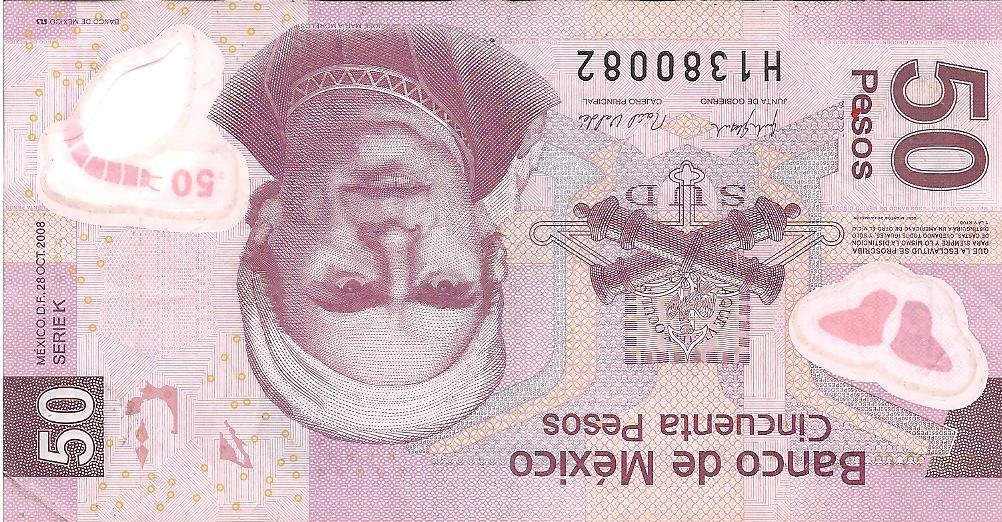 Banco de México
Cincuenta Pesos
50
MÉXICO, D.F. 28 OCT. 2008
SERIE K
QUE LA ESCLAVITUD SE PROSCRIBA
PARA SIEMPRE Y LO MISMO LA DISTINCIÓN
DE CASTAS, QUEDANDO TODOS IGUALES, Y SÓLO
DISTINGUIRÁ A UN AMERICANO DE OTRO EL VICIO
Y LA VIRTUD
SUD
50
Pesos
JUNTA DE GOBIERNO
CAJERO PRINCIPAL
H1380082
50
JOSÉ MARÍA MORELOS
BANCO DE MÉXICO